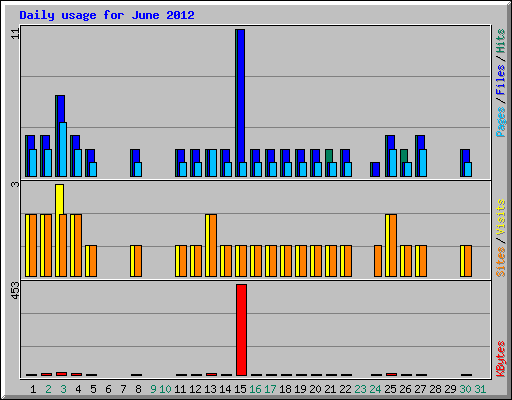 Daily usage for June 2012
11
Pages / Files / Hits
3
Sites / Visits
453
KBytes
1 2 3 4 5 6 7 8 9 10 11 12 13 14 15 16 17 18 19 20 21 22 23 24 25 26 27 28 29 30 31